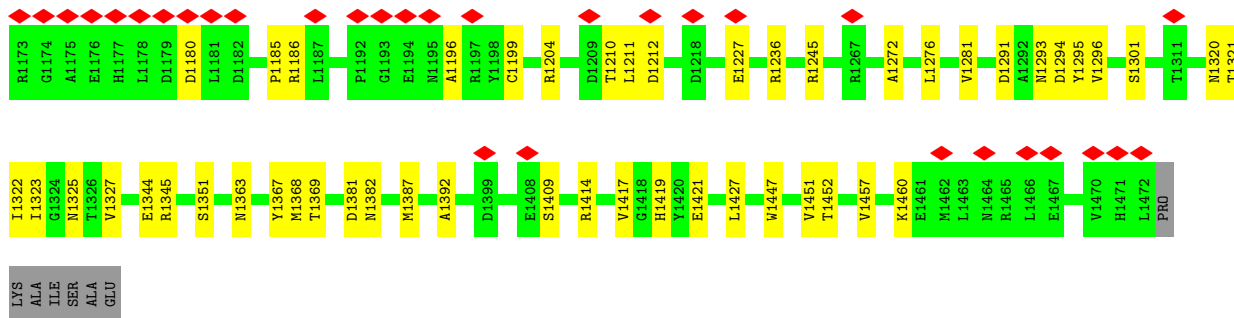 R1173 G1174 A1175 E1176 H1177 L1178 D1179 D1180 L1181 D1182 P1185 R1186 L1187 P1192 G1193 E1194 N1195 A1196 R1197 Y1198 C1199 R1204 D1209 T1210 L1211 D1212 D1218 E1227 R1236 R1245 R1267 A1272 L1276 V1281 D1291 A1292 N1293 D1294 Y1295 V1296 S1301 T1311 N1320 T1321
I1322 I1323 G1324 N1325 T1326 V1327 E1344 R1345 S1351 N1363 Y1367 M1368 T1369 D1381 N1382 M1387 A1392 D1399 E1408 S1409 R1414 V1417 G1418 H1419 Y1420 E1421 L1427 W1447 V1451 T1452 V1457 K1460 E1461 M1462 L1463 N1464 R1465 L1466 E1467 V1470 H1471 L1472 PRO
LYS ALA ILE SER ALA GLU